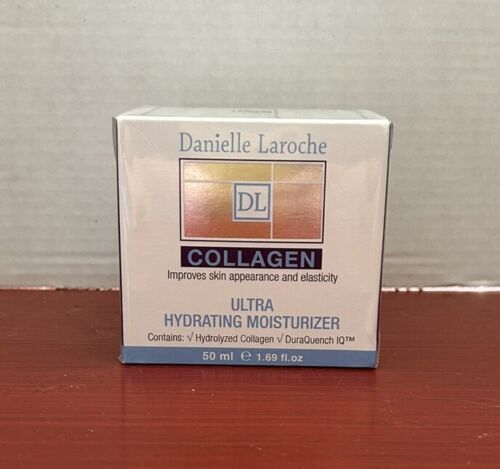 Danielle Laroche
DL
COLLAGEN
Improves skin appearance and elasticity
ULTRA
HYDRATING MOISTURIZER
Contains: √ Hydrolyzed Collagen √ DuraQuench IQ™
50 ml ℮ 1.69 fl.oz